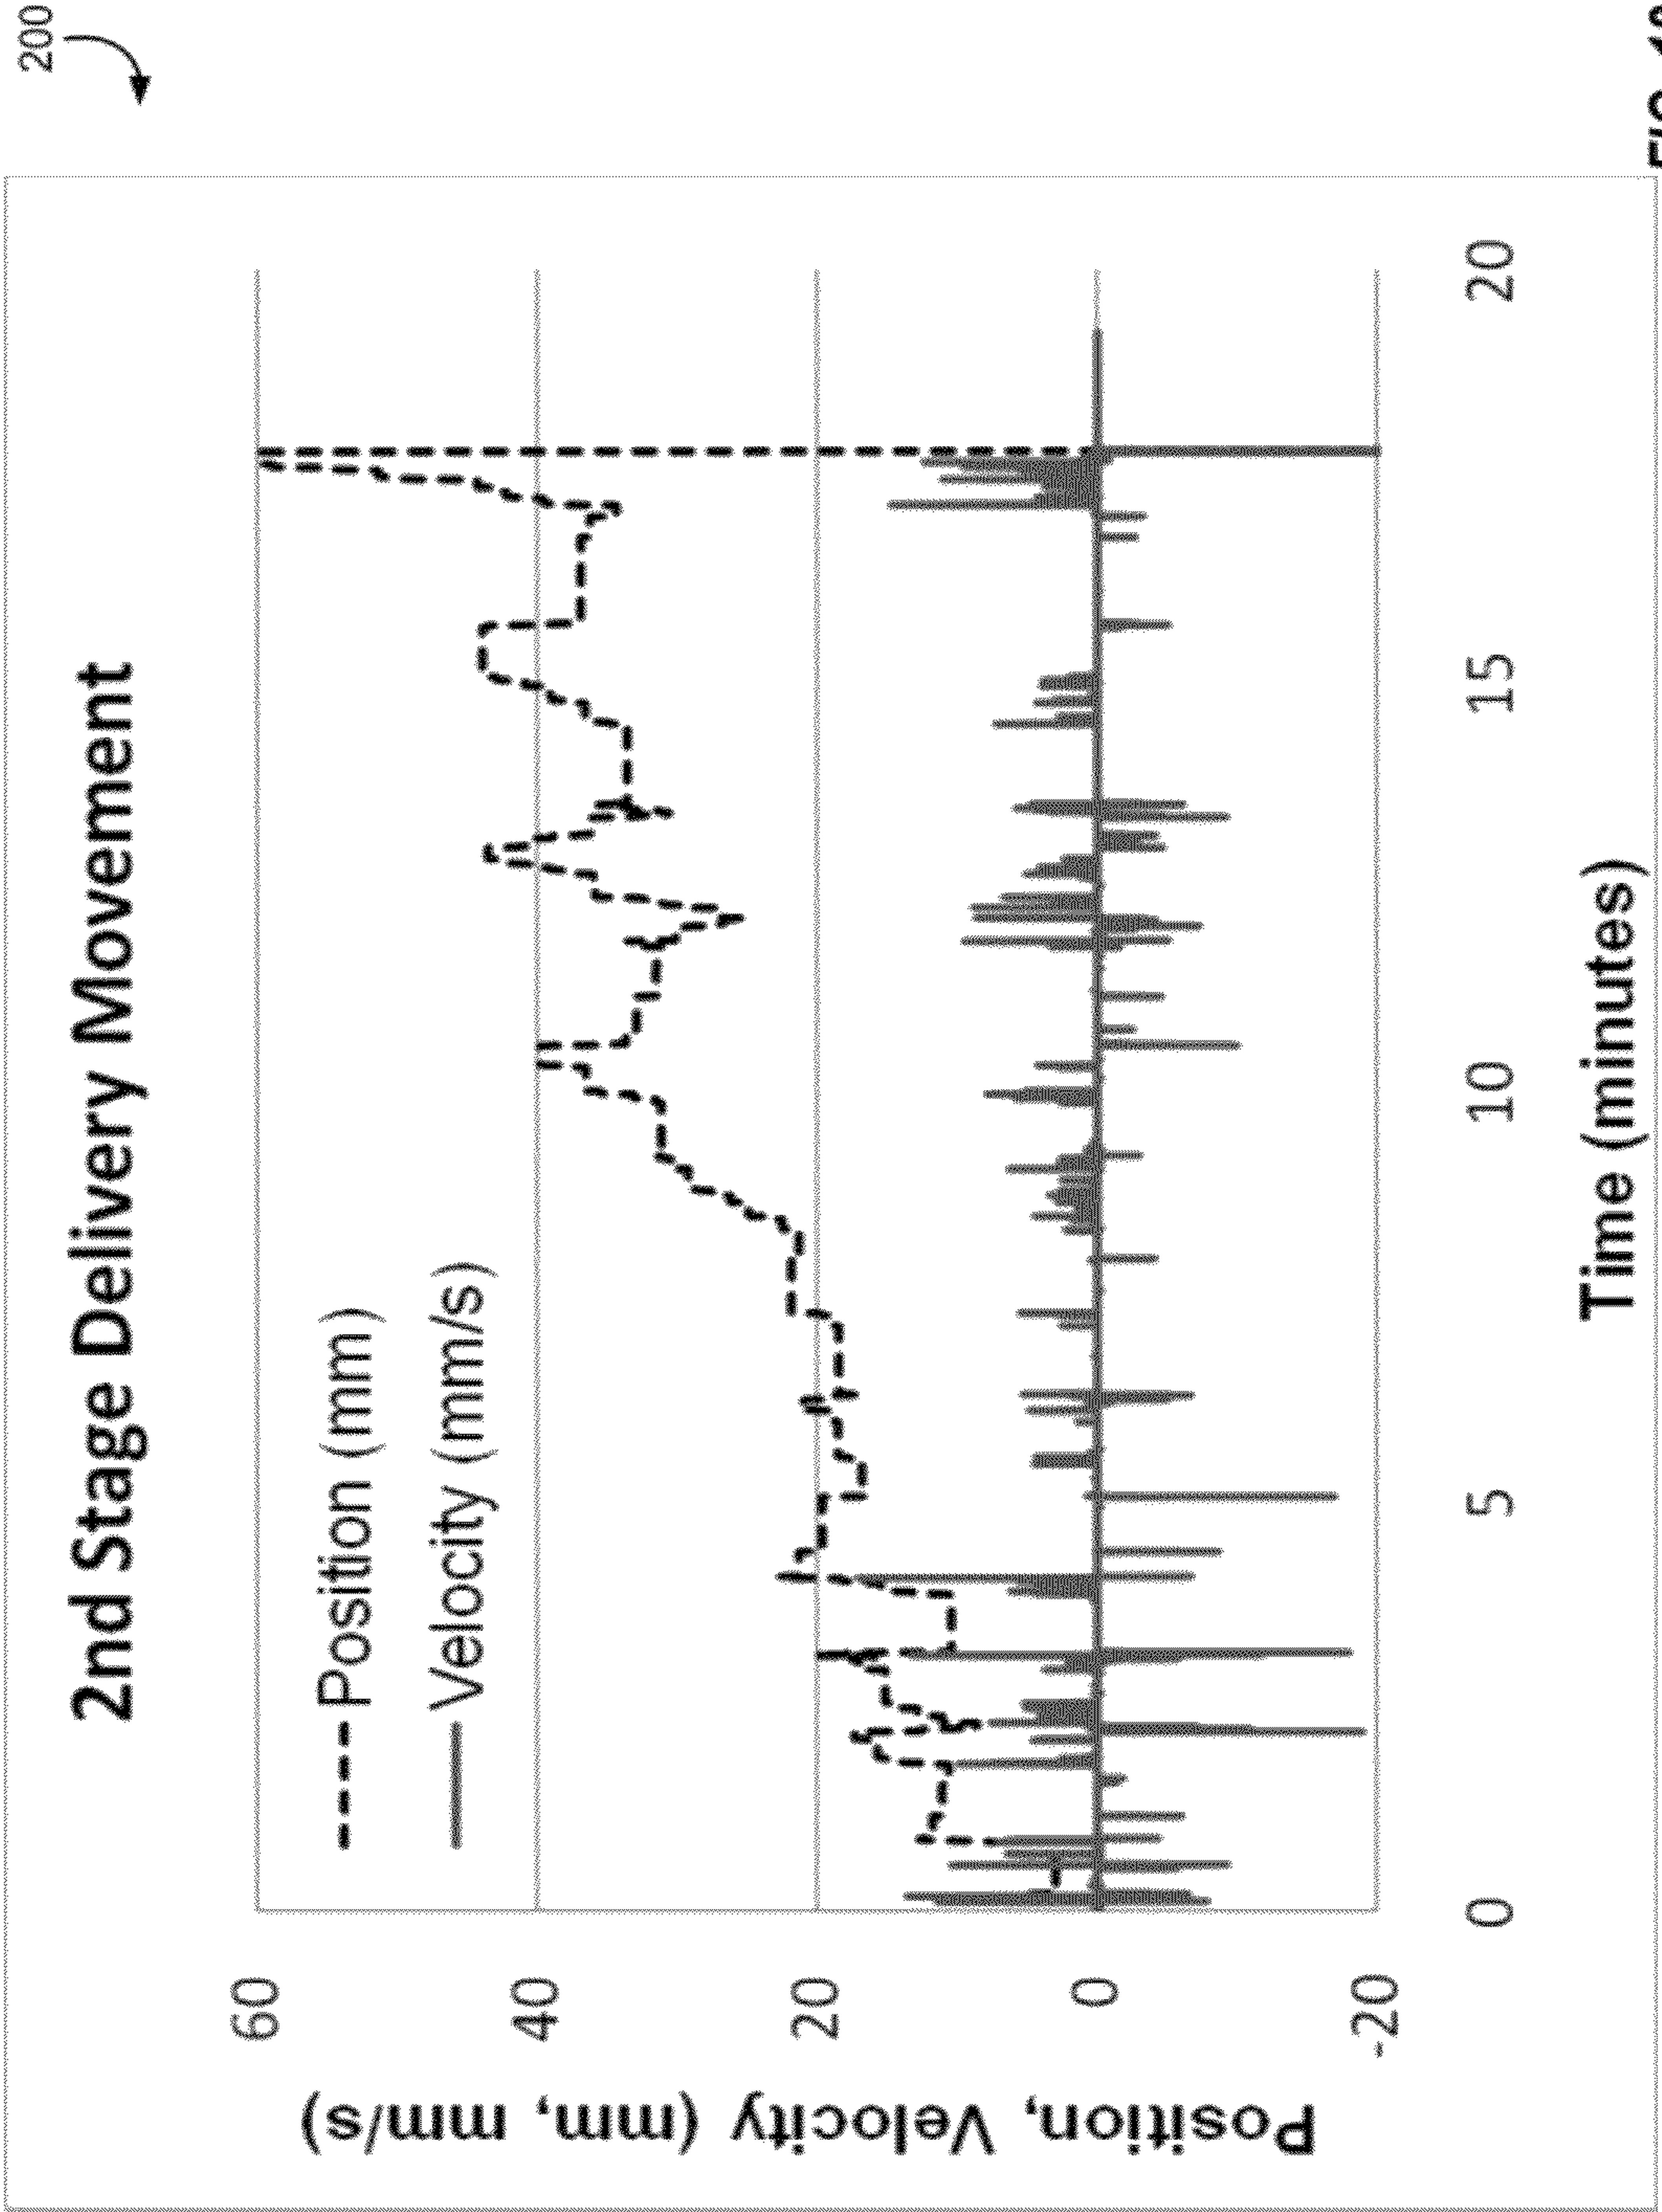 200
2nd Stage Delivery Movement
Position (mm)
Velocity (mm/s)
60
40
20
0
-20
Position, Velocity (mm, mm/s)
0
5
10
15
20
Time (minutes)